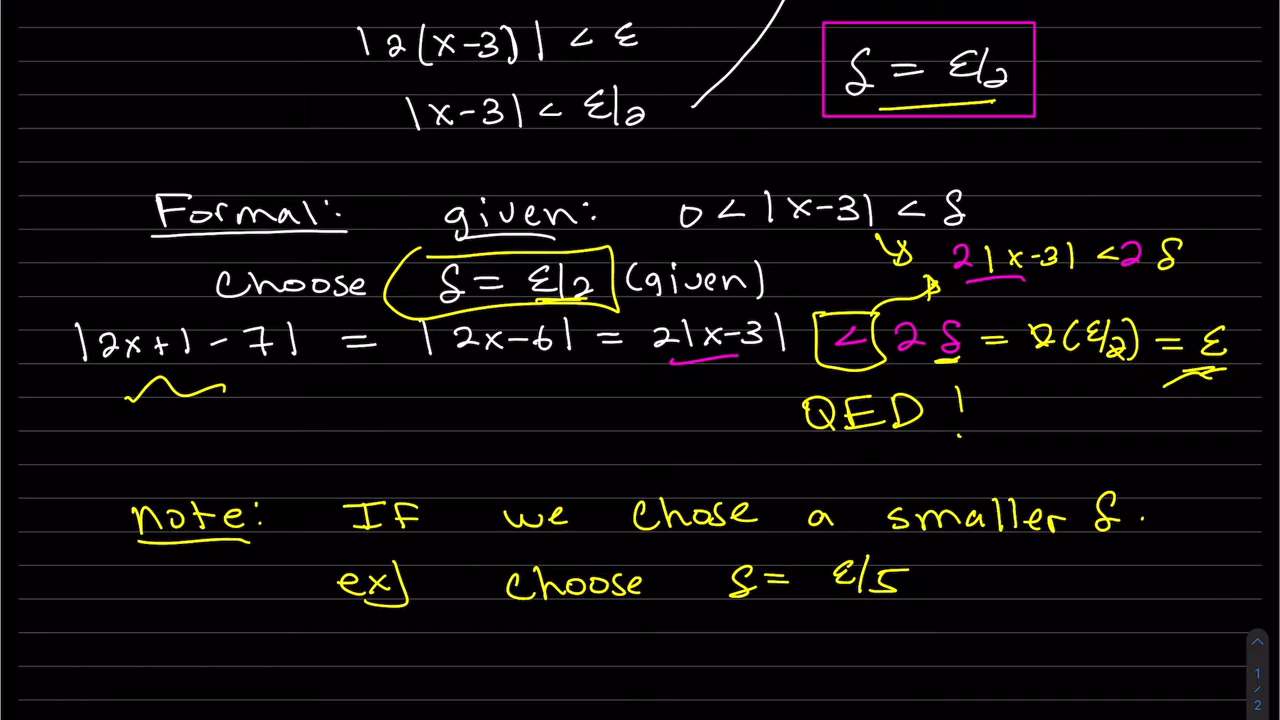 |2(x-3)| < ε
δ = ε/2
|x-3| < ε/2
Formal: given: 0 < |x-3| < δ
2|x-3| < 2δ
choose δ = ε/2 (given)
|2x+1-7| = |2x-6| = 2|x-3| < 2δ = 2(ε/2) = ε
QED!
note: IF we chose a smaller δ.
ex) choose δ = ε/5
1/2